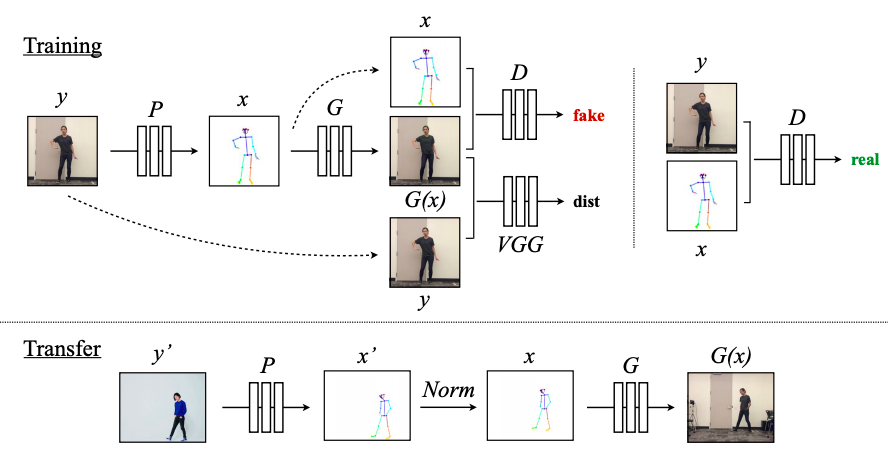 Training
y
P
x
G
x
G(x)
y
D
fake
VGG
dist
y
x
D
real
Transfer
y’
P
x’
Norm
x
G
G(x)